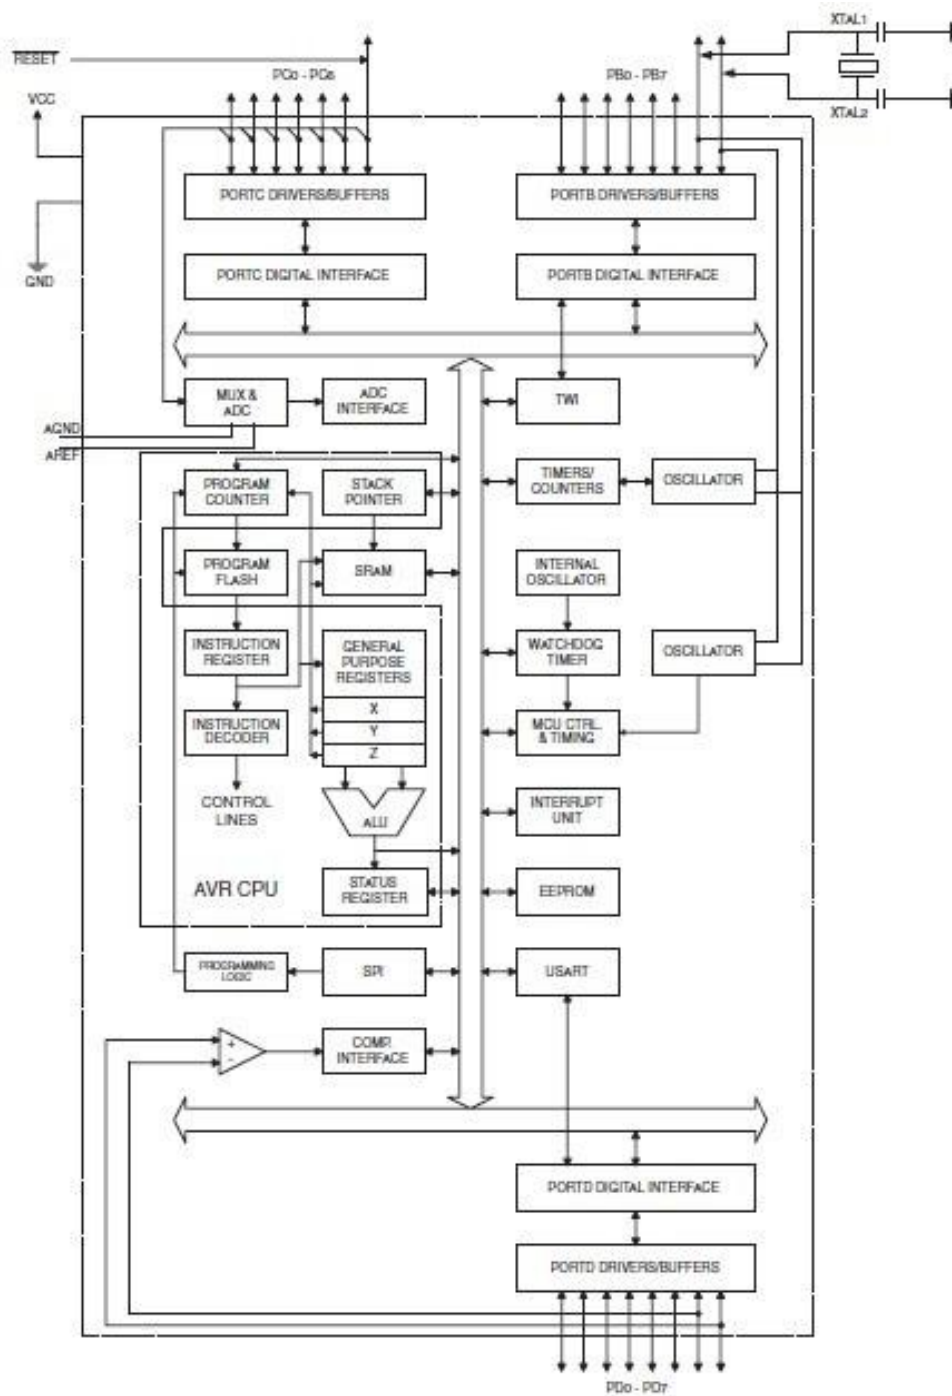 XTAL1
RESET
PC0 - PC6
PB0 - PB7
VCC
XTAL2
PORTC DRIVERS/BUFFERS
PORTB DRIVERS/BUFFERS
PORTC DIGITAL INTERFACE
PORTB DIGITAL INTERFACE
GND
MUX &
ADC
ADC
INTERFACE
TWI
AGND
AREF
PROGRAM
COUNTER
STACK
POINTER
TIMERS/
COUNTERS
OSCILLATOR
PROGRAM
FLASH
SRAM
INTERNAL
OSCILLATOR
INSTRUCTION
REGISTER
GENERAL
PURPOSE
REGISTERS
WATCHDOG
TIMER
OSCILLATOR
X
Y
Z
INSTRUCTION
DECODER
MCU CTRL.
& TIMING
CONTROL
LINES
ALU
INTERRUPT
UNIT
AVR CPU
STATUS
REGISTER
EEPROM
PROGRAMMING
LOGIC
SPI
USART
+
-
COMP.
INTERFACE
PORTD DIGITAL INTERFACE
PORTD DRIVERS/BUFFERS
PD0 - PD7